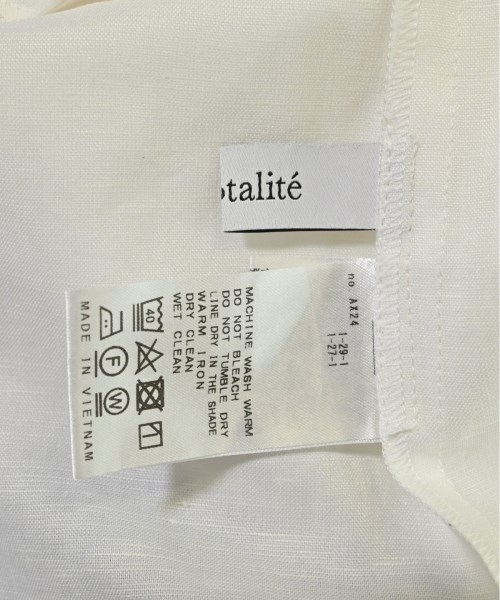 otalité
no. AX24
1-29-1
1-27-1
MACHINE WASH WARM
DO NOT BLEACH
DO NOT TUMBLE DRY
LINE DRY IN THE SHADE
WARM IRON
DRY CLEAN
WET CLEAN
40
F W
MADE IN VIETNAM